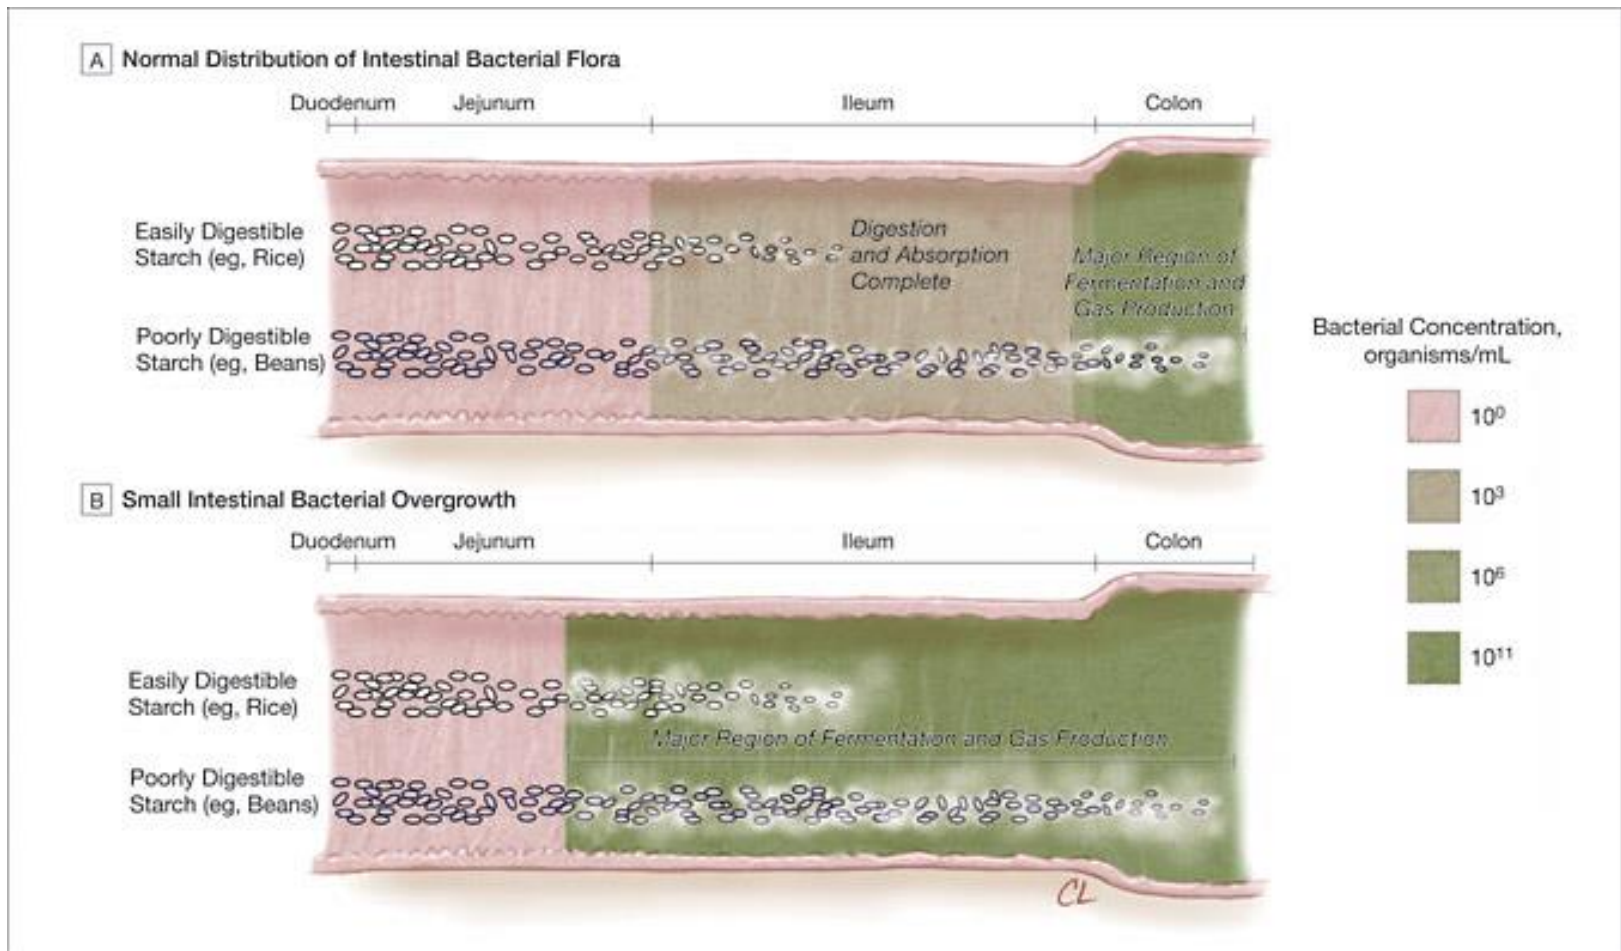 A Normal Distribution of Intestinal Bacterial Flora
Duodenum Jejunum Ileum Colon
Easily Digestible
Starch (eg, Rice)
Digestion
and Absorption
Complete
Major Region of
Fermentation and
Gas Production
Poorly Digestible
Starch (eg, Beans)
B Small Intestinal Bacterial Overgrowth
Duodenum Jejunum Ileum Colon
Easily Digestible
Starch (eg, Rice)
Major Region of Fermentation and Gas Production
Poorly Digestible
Starch (eg, Beans)
CL
Bacterial Concentration,
organisms/mL
10⁰
10³
10⁶
10¹¹